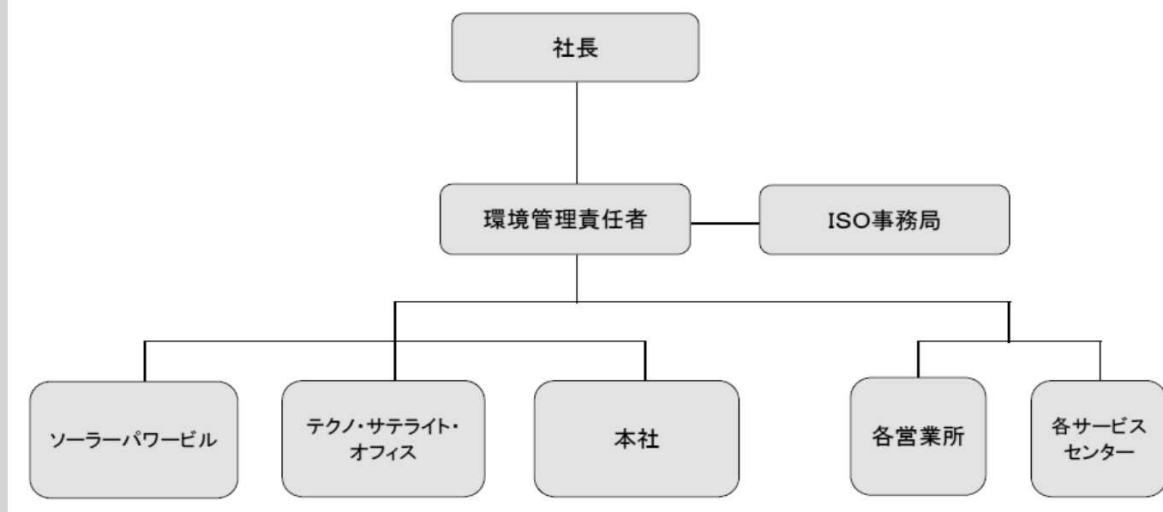 社長
環境管理責任者
ISO事務局
ソーラーパワービル
テクノ・サテライト・
オフィス
本社
各営業所
各サービス
センター